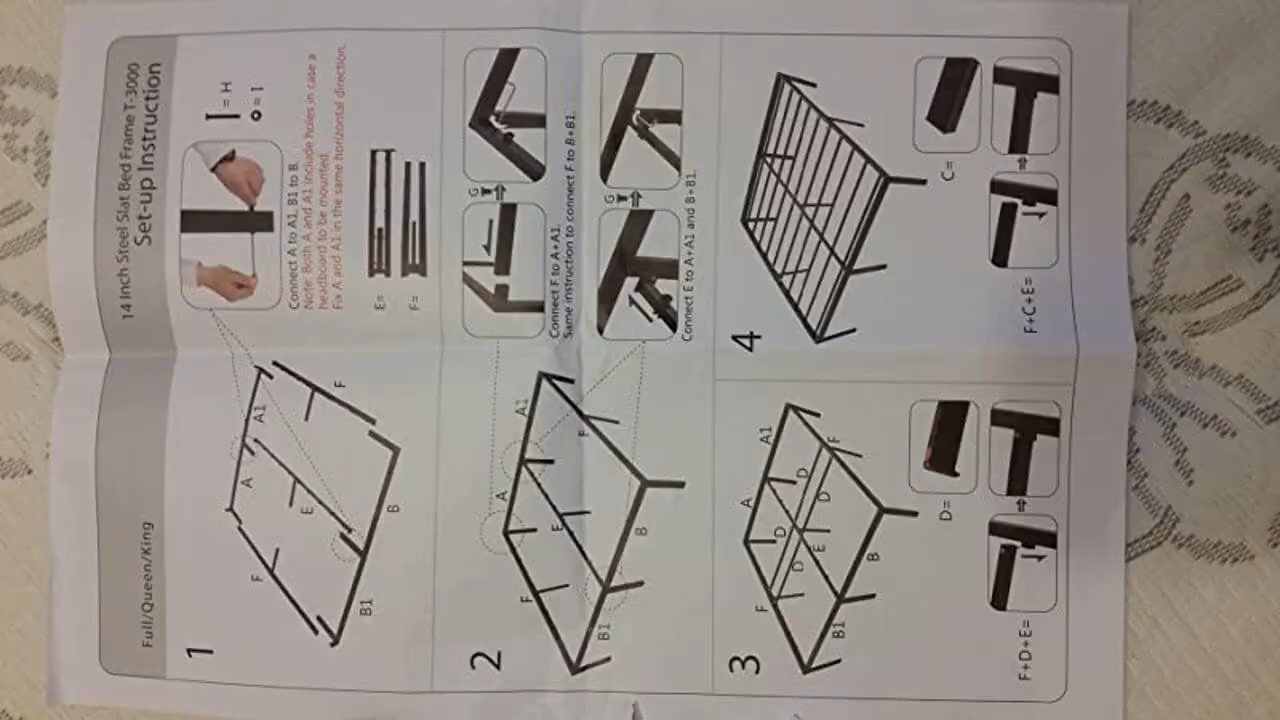 14 Inch Steel Slat Bed Frame T-3000
Full/Queen/King
Set-up Instruction
1
A1
A
F
E
F
B
B1
= H
= I
Connect A to A1, B1 to B.
Note: Both A and A1 include holes in case a
headboard to be mounted.
Fix A and A1 in the same horizontal direction.
E=
F=
2
A1
A
F
E
F
B
B1
G
Connect F to A+A1.
Same instruction to connect F to B+B1.
G
Connect E to A+A1 and B+B1.
3
A1
A
F
D
D
D
D
E
F
B
B1
D=
F+D+E=
4
C=
F+C+E=